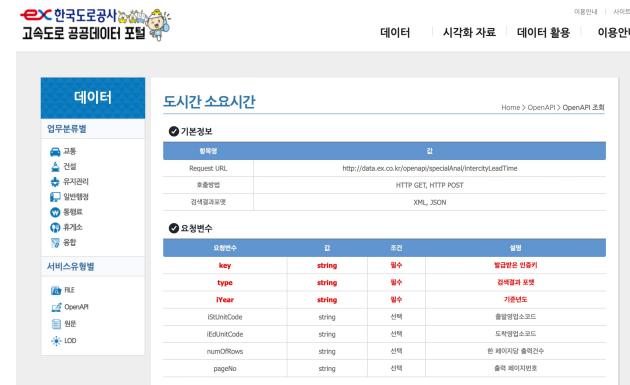 이용안내 | 사이트
ex 한국도로공사
고속도로 공공데이터 포털
데이터 시각화 자료 데이터 활용 이용안내
데이터
업무분류별
교통
건설
유지관리
일반행정
통행료
휴게소
융합
서비스유형별
FILE
OpenAPI
원문
LOD
도시간 소요시간
Home > OpenAPI > OpenAPI 조회
기본정보
항목명 값
Request URL http://data.ex.co.kr/openapi/specialAnal/intercityLeadTime
호출방법 HTTP GET, HTTP POST
검색결과포맷 XML, JSON
요청변수
요청변수 값 조건 설명
key string 필수 발급받은 인증키
type string 필수 검색결과 포맷
iYear string 필수 기준년도
iStUnitCode string 선택 출발영업소코드
iEdUnitCode string 선택 도착영업소코드
numOfRows string 선택 한 페이지당 출력건수
pageNo string 선택 출력 페이지번호